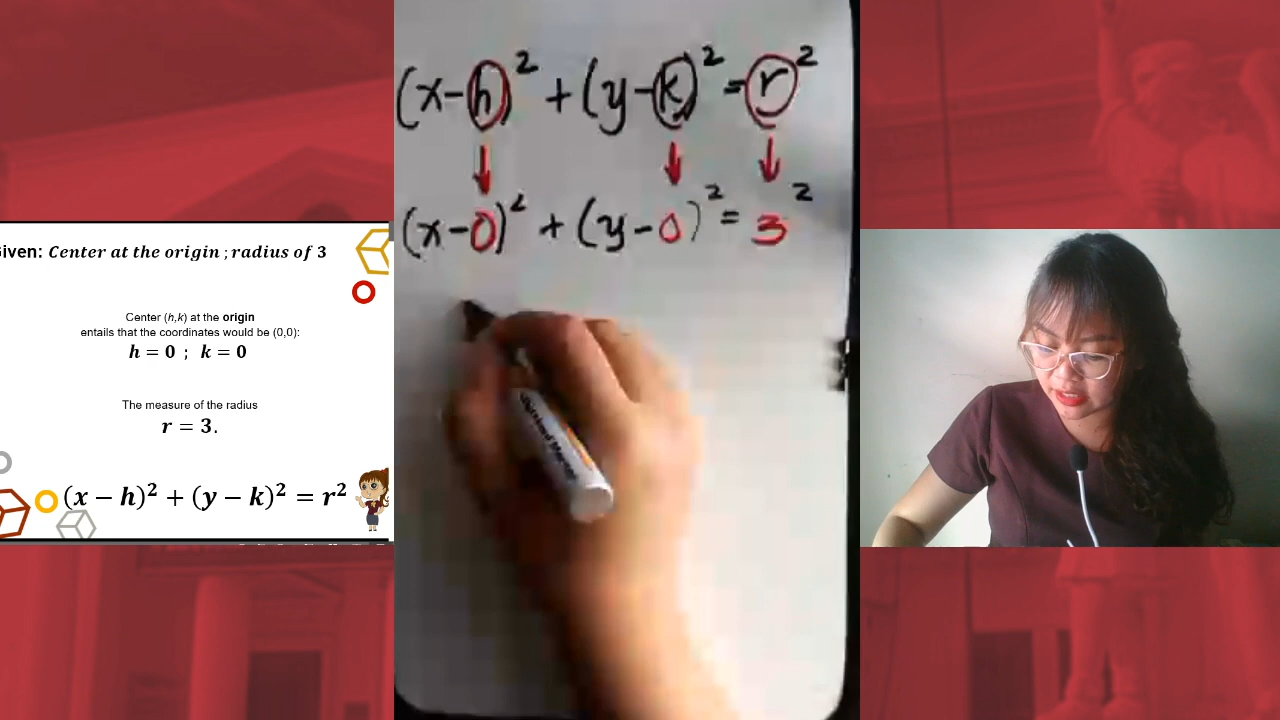 iven: Center at the origin ; radius of 3
Center (h,k) at the origin
entails that the coordinates would be (0,0):
h = 0 ; k = 0
The measure of the radius
r = 3.
(x − h)² + (y − k)² = r²
(x-h)² + (y-k)² = r²
(x-0)² + (y-0)² = 3²